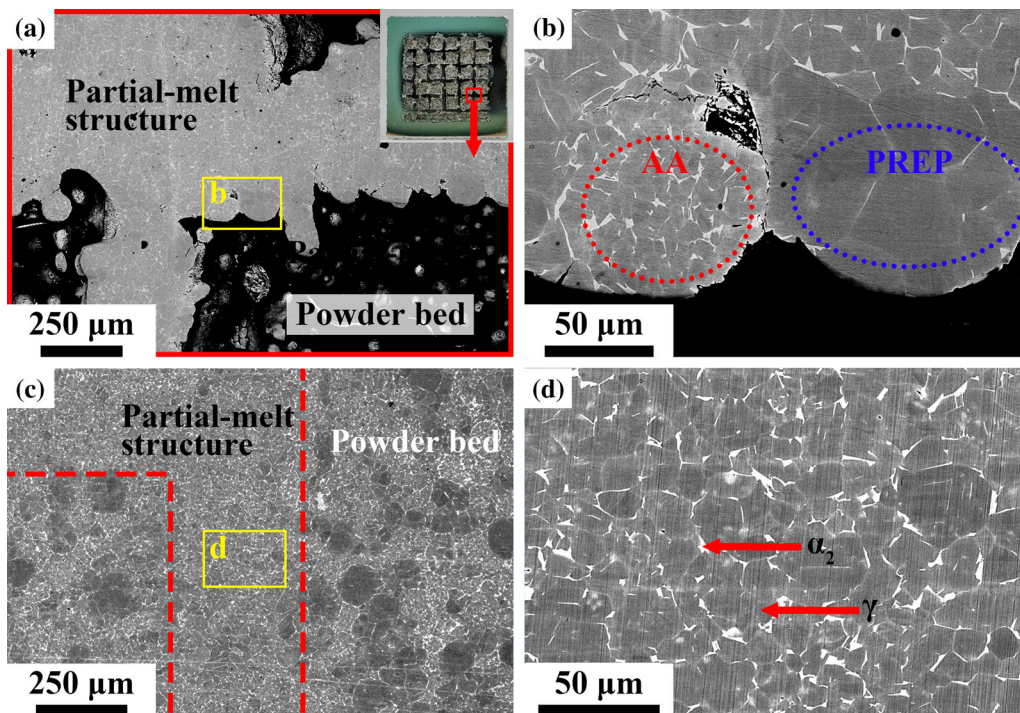 (a)
Partial-melt
structure
b
Powder bed
250 μm
(b)
AA
PREP
50 μm
(c)
Partial-melt
structure
Powder bed
d
250 μm
(d)
α₂
γ
50 μm